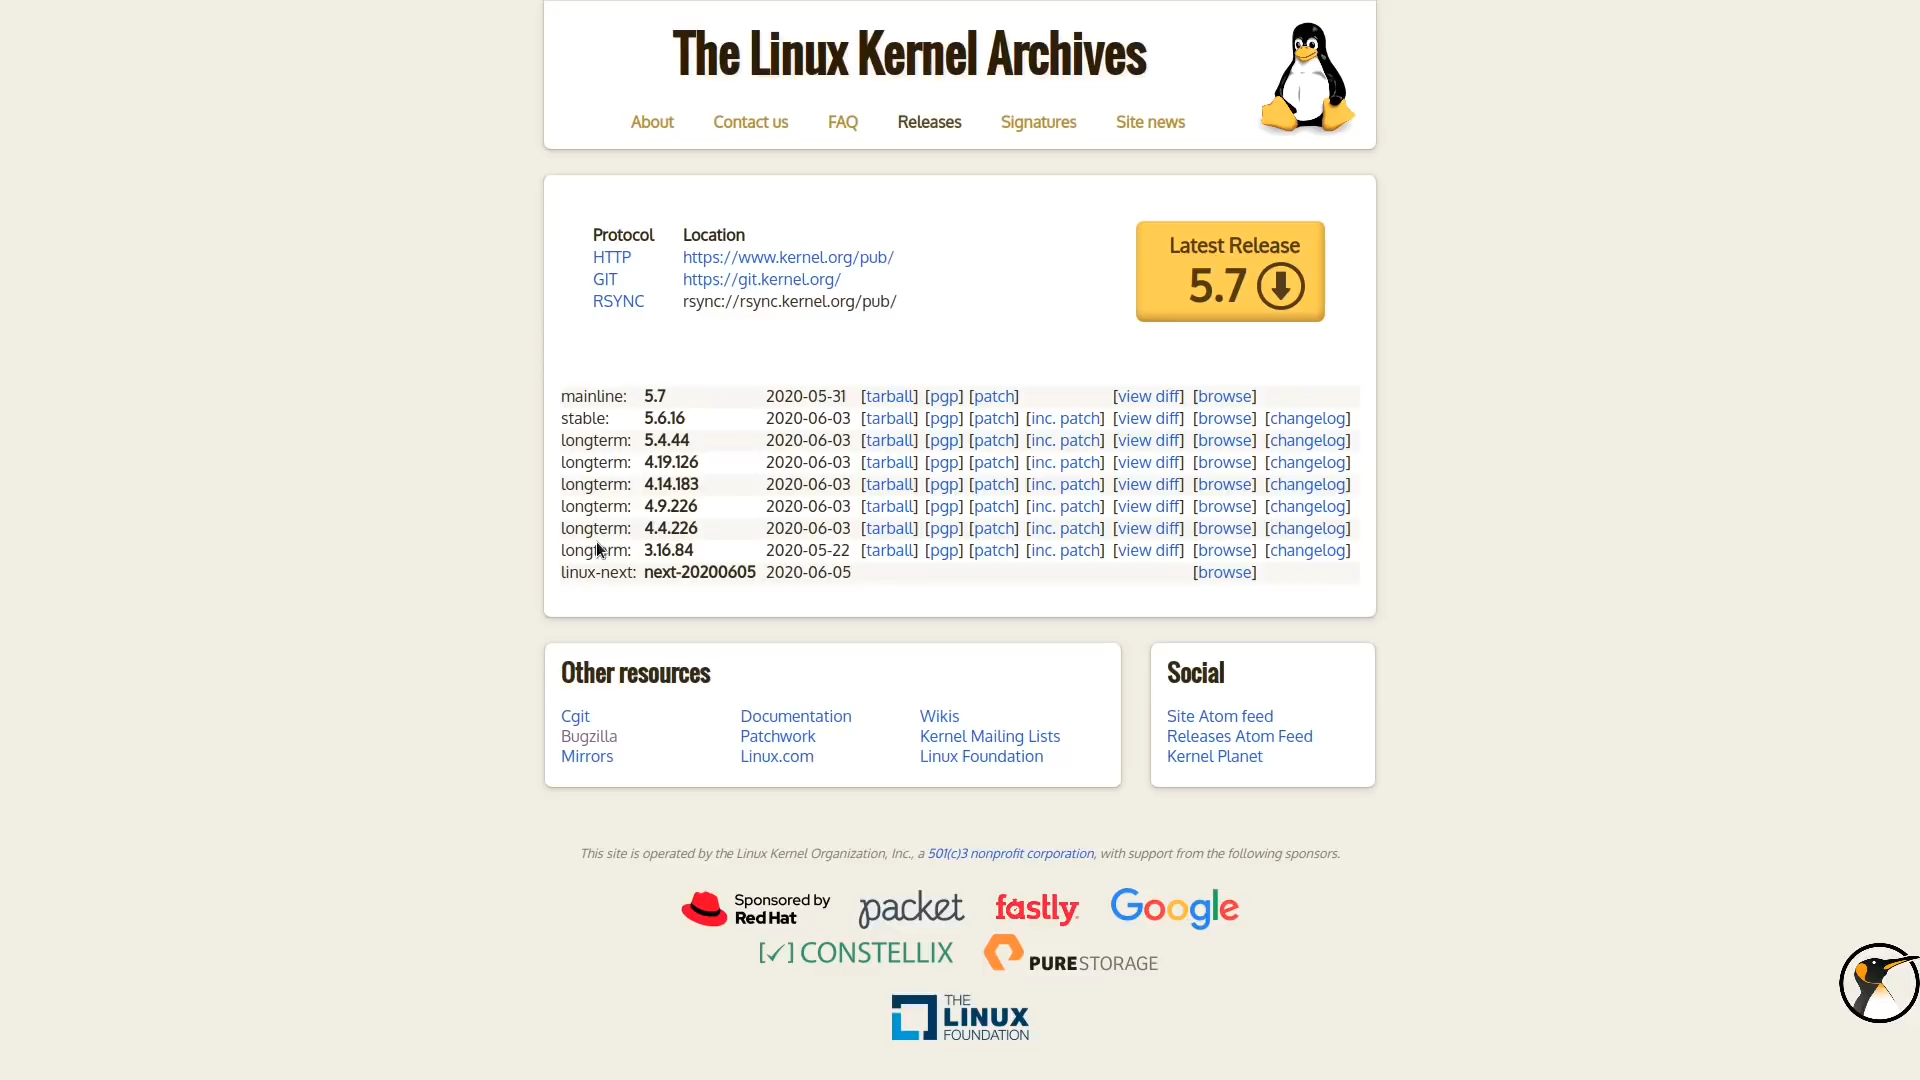 The Linux Kernel Archives
About Contact us FAQ Releases Signatures Site news
Protocol Location
HTTP https://www.kernel.org/pub/
GIT https://git.kernel.org/
RSYNC rsync://rsync.kernel.org/pub/
Latest Release
5.7
mainline: 5.7 2020-05-31 [tarball] [pgp] [patch] [view diff] [browse]
stable: 5.6.16 2020-06-03 [tarball] [pgp] [patch] [inc. patch] [view diff] [browse] [changelog]
longterm: 5.4.44 2020-06-03 [tarball] [pgp] [patch] [inc. patch] [view diff] [browse] [changelog]
longterm: 4.19.126 2020-06-03 [tarball] [pgp] [patch] [inc. patch] [view diff] [browse] [changelog]
longterm: 4.14.183 2020-06-03 [tarball] [pgp] [patch] [inc. patch] [view diff] [browse] [changelog]
longterm: 4.9.226 2020-06-03 [tarball] [pgp] [patch] [inc. patch] [view diff] [browse] [changelog]
longterm: 4.4.226 2020-06-03 [tarball] [pgp] [patch] [inc. patch] [view diff] [browse] [changelog]
longterm: 3.16.84 2020-05-22 [tarball] [pgp] [patch] [inc. patch] [view diff] [browse] [changelog]
linux-next: next-20200605 2020-06-05 [browse]
Other resources
Cgit Documentation Wikis
Bugzilla Patchwork Kernel Mailing Lists
Mirrors Linux.com Linux Foundation
Social
Site Atom feed
Releases Atom Feed
Kernel Planet
This site is operated by the Linux Kernel Organization, Inc., a 501(c)3 nonprofit corporation, with support from the following sponsors.
Sponsored by
Red Hat
packet
fastly
Google
[✓] CONSTELLIX
PURESTORAGE
THE
LINUX
FOUNDATION